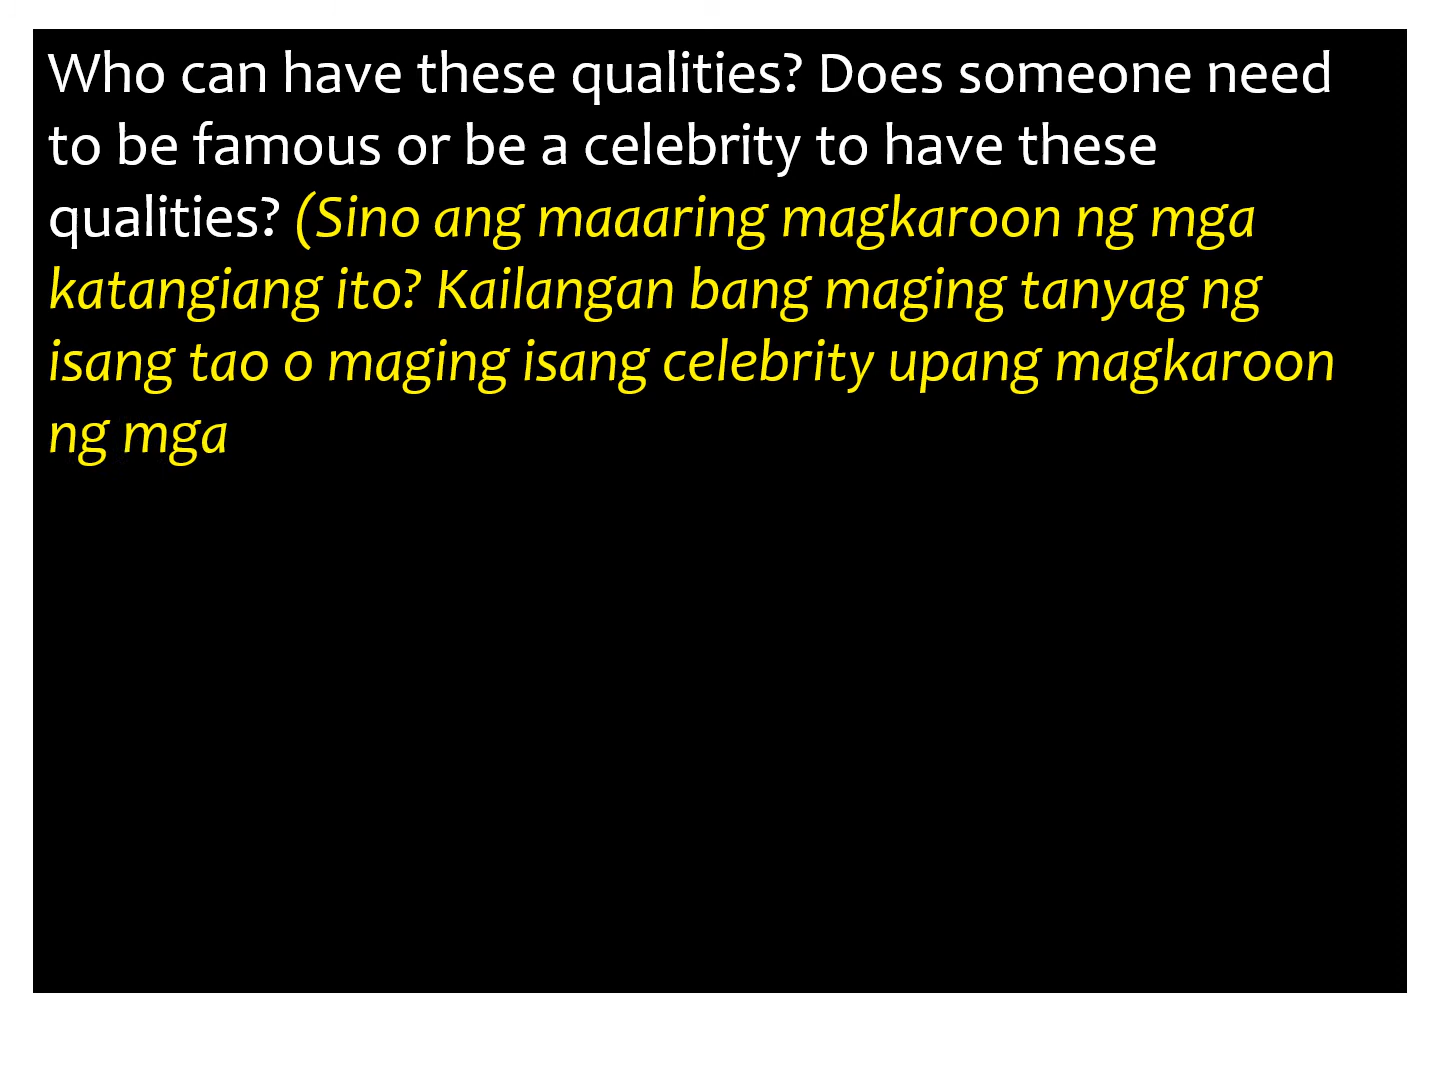 Who can have these qualities? Does someone need
to be famous or be a celebrity to have these
qualities? (Sino ang maaaring magkaroon ng mga
katangiang ito? Kailangan bang maging tanyag ng
isang tao o maging isang celebrity upang magkaroon
ng mga